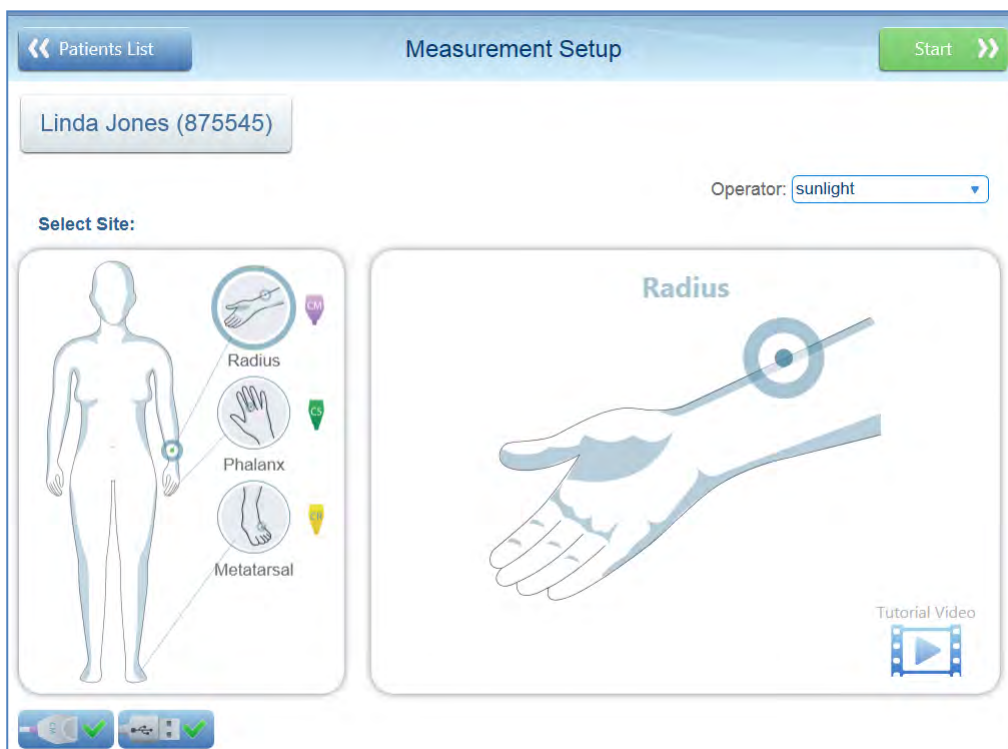 Patients List
Measurement Setup
Start
Linda Jones (875545)
Operator: sunlight
Select Site:
CM
Radius
CS
Phalanx
Metatarsal
Radius
Tutorial Video